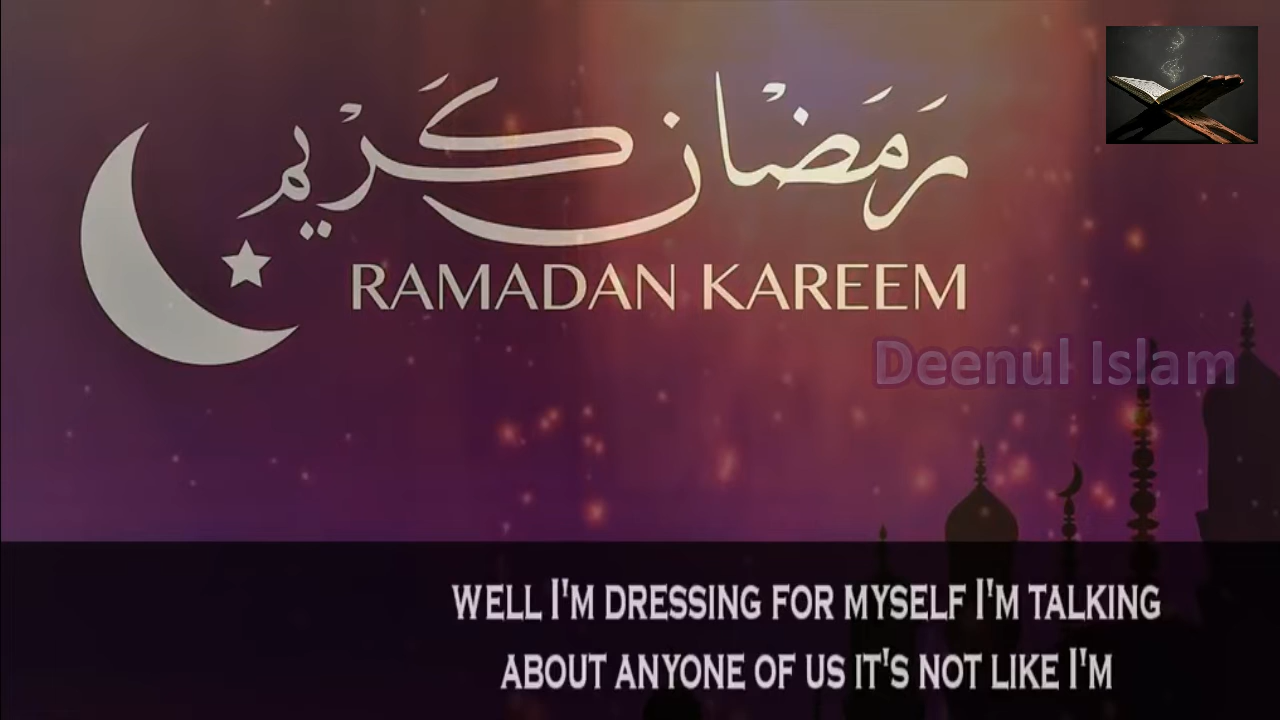 رَمَضَان كَرْيم
RAMADAN KAREEM
Deenul Islam
WELL I'M DRESSING FOR MYSELF I'M TALKING
ABOUT ANYONE OF US IT'S NOT LIKE I'M